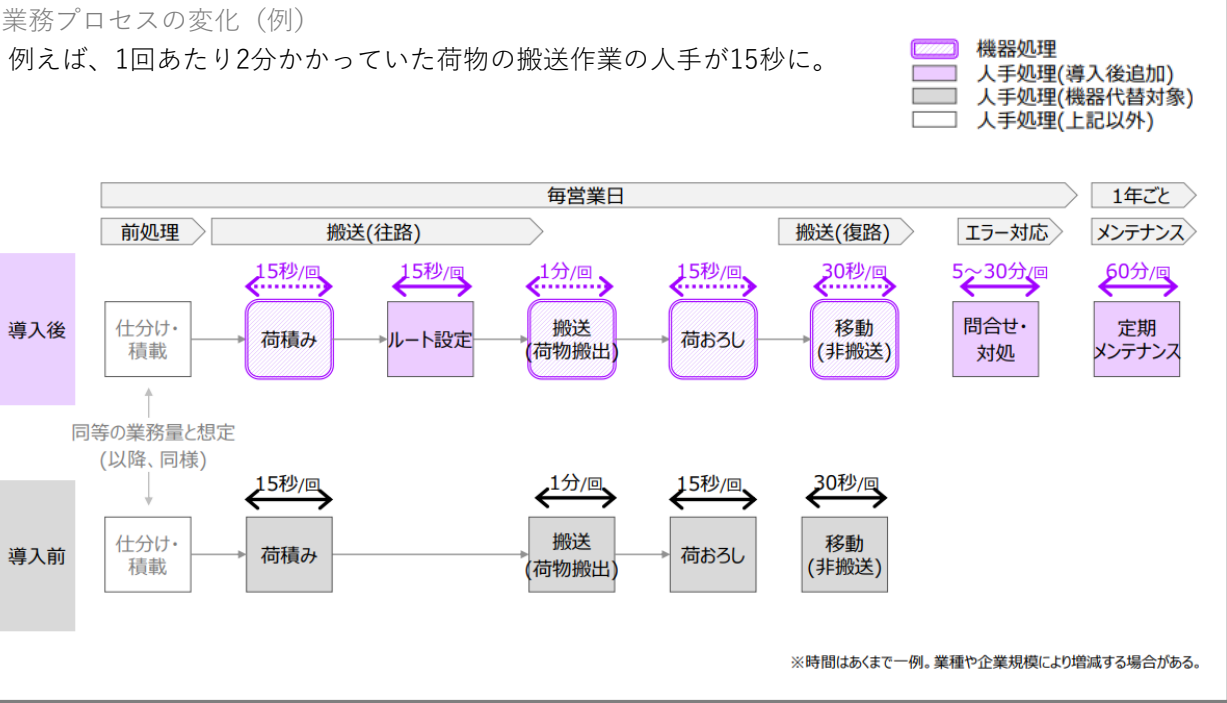 業務プロセスの変化（例）
例えば、1回あたり2分かかっていた荷物の搬送作業の人手が15秒に。
機器処理
人手処理(導入後追加)
人手処理(機器代替対象)
人手処理(上記以外)
毎営業日
1年ごと
前処理
搬送(往路)
搬送(復路)
エラー対応
メンテナンス
15秒/回
15秒/回
1分/回
15秒/回
30秒/回
5～30分/回
60分/回
導入後
仕分け・
積載
荷積み
ルート設定
搬送
(荷物搬出)
荷おろし
移動
(非搬送)
問合せ・
対処
定期
メンテナンス
同等の業務量と想定
(以降、同様)
15秒/回
1分/回
15秒/回
30秒/回
導入前
仕分け・
積載
荷積み
搬送
(荷物搬出)
荷おろし
移動
(非搬送)
※時間はあくまで一例。業種や企業規模により増減する場合がある。